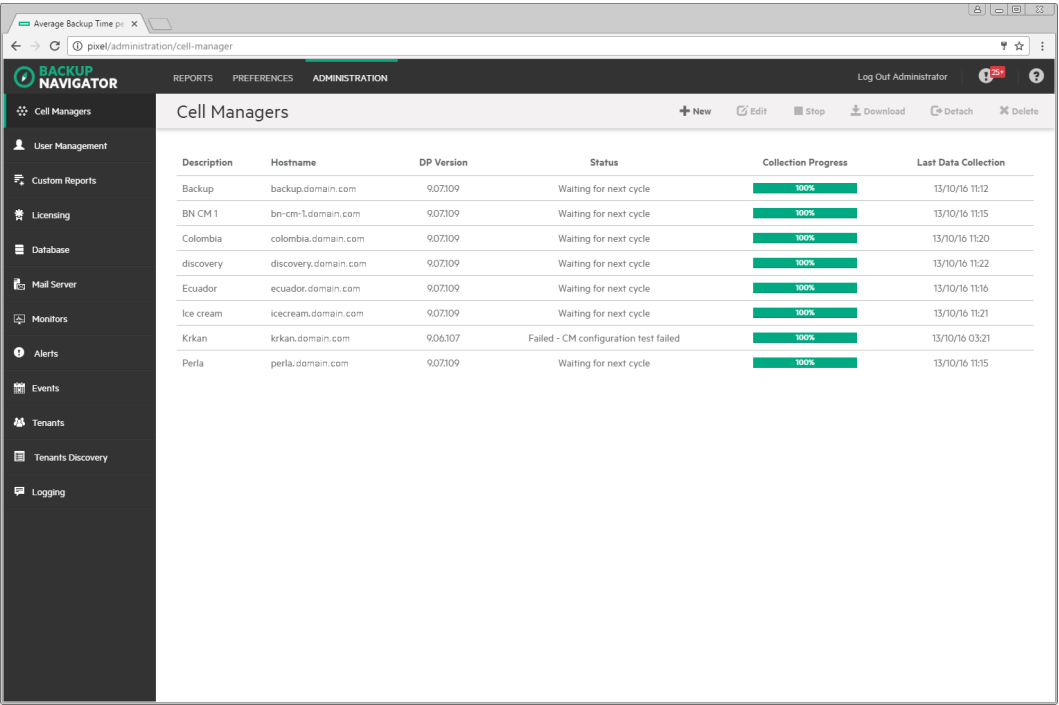 Average Backup Time pe
pixel/administration/cell-manager
BACKUP
NAVIGATOR
REPORTS PREFERENCES ADMINISTRATION Log Out Administrator 25+
Cell Managers
User Management
Custom Reports
Licensing
Database
Mail Server
Monitors
Alerts
Events
Tenants
Tenants Discovery
Logging
Cell Managers New Edit Stop Download Detach Delete
Description Hostname DP Version Status Collection Progress Last Data Collection
Backup backup.domain.com 9.07.109 Waiting for next cycle 100% 13/10/16 11:12
BN CM 1 bn-cm-1.domain.com 9.07.109 Waiting for next cycle 100% 13/10/16 11:15
Colombia colombia.domain.com 9.07.109 Waiting for next cycle 100% 13/10/16 11:20
discovery discovery.domain.com 9.07.109 Waiting for next cycle 100% 13/10/16 11:22
Ecuador ecuador.domain.com 9.07.109 Waiting for next cycle 100% 13/10/16 11:16
Ice cream icecream.domain.com 9.07.109 Waiting for next cycle 100% 13/10/16 11:21
Krkan krkan.domain.com 9.06.107 Failed - CM configuration test failed 100% 13/10/16 03:21
Perla perla.domain.com 9.07.109 Waiting for next cycle 100% 13/10/16 11:15